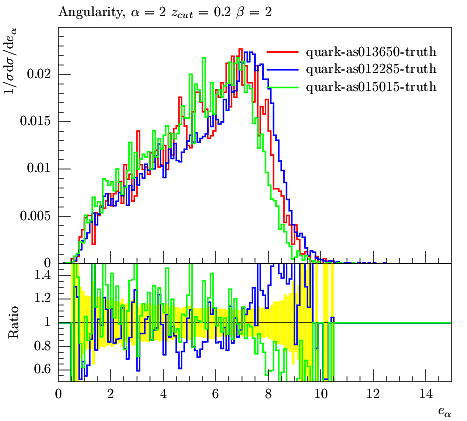 Angularity, α = 2 z_cut = 0.2 β = 2
1/σ dσ/de_α
quark-as013650-truth
quark-as012285-truth
quark-as015015-truth
0.02
0.015
0.01
0.005
0
Ratio
1.4
1.2
1
0.8
0.6
0 2 4 6 8 10 12 14
e_α